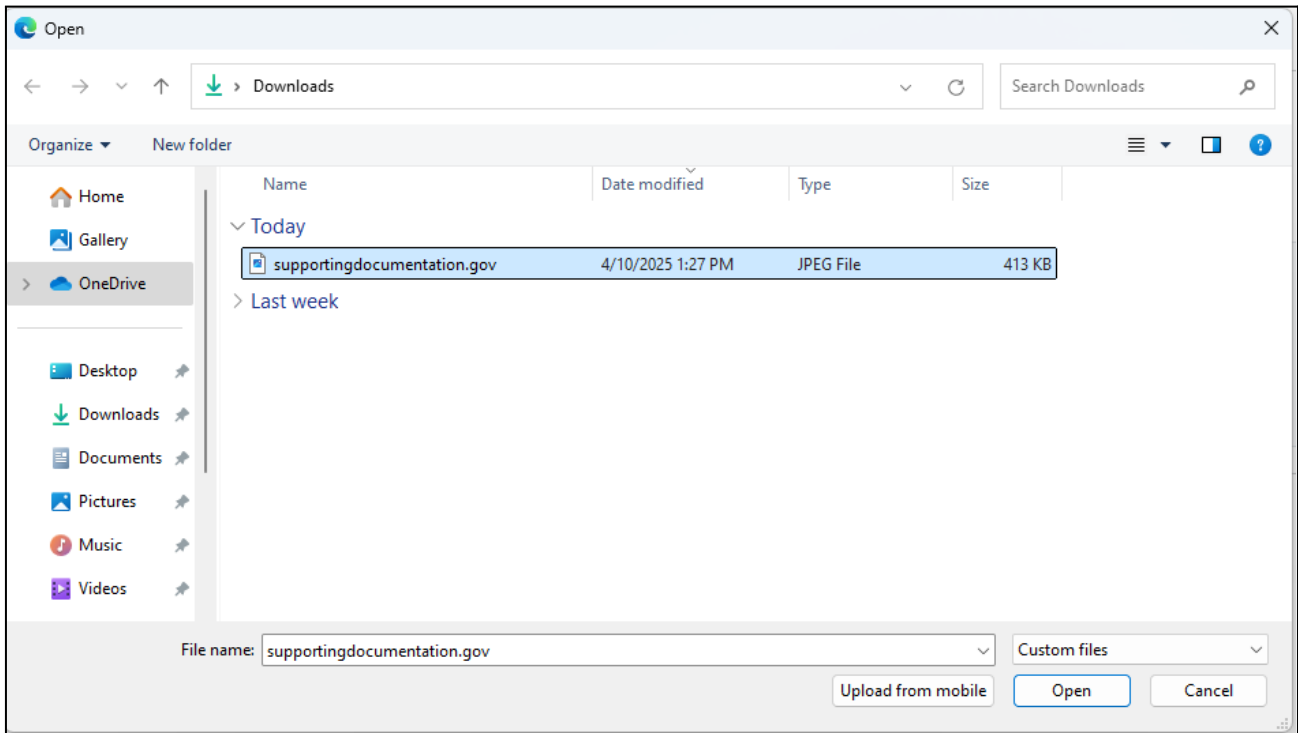 Open
Downloads
Search Downloads
Organize
New folder
Name
Date modified
Type
Size
Home
Gallery
OneDrive
Desktop
Downloads
Documents
Pictures
Music
Videos
Today
supportingdocumentation.gov 4/10/2025 1:27 PM JPEG File 413 KB
Last week
File name: supportingdocumentation.gov
Custom files
Upload from mobile
Open
Cancel